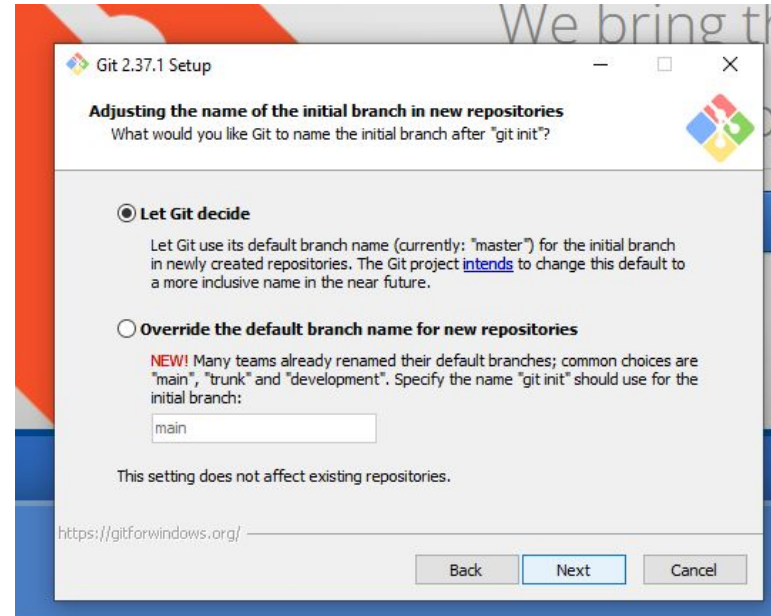 We bring th
Git 2.37.1 Setup
Adjusting the name of the initial branch in new repositories
What would you like Git to name the initial branch after "git init"?
Let Git decide
Let Git use its default branch name (currently: "master") for the initial branch
in newly created repositories. The Git project intends to change this default to
a more inclusive name in the near future.
Override the default branch name for new repositories
NEW! Many teams already renamed their default branches; common choices are
"main", "trunk" and "development". Specify the name "git init" should use for the
initial branch:
main
This setting does not affect existing repositories.
https://gitforwindows.org/
Back Next Cancel